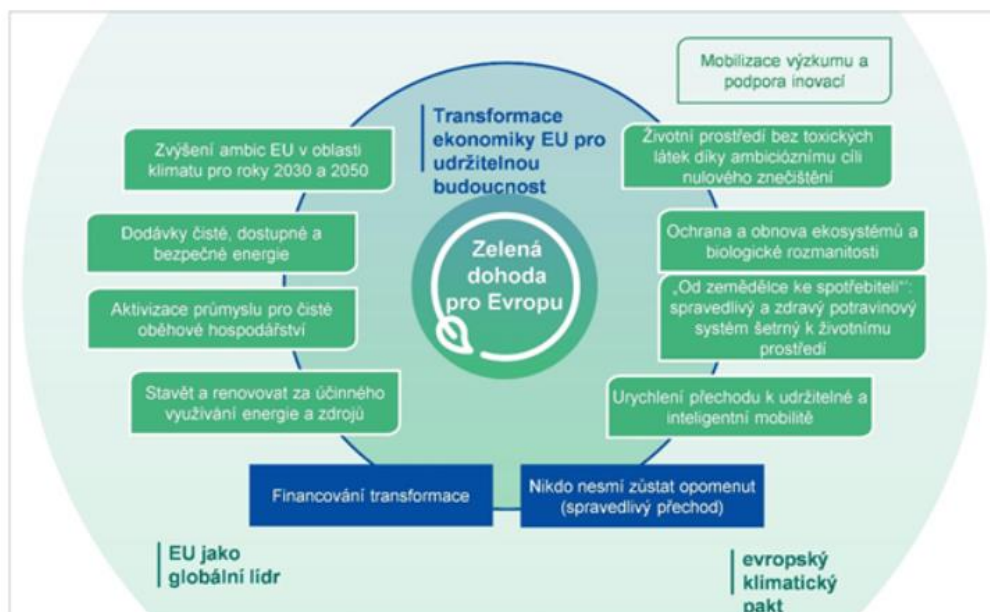 Mobilizace výzkumu a
podpora inovací
Transformace
ekonomiky EU pro
udržitelnou
budoucnost
Zvýšení ambic EU v oblasti
klimatu pro roky 2030 a 2050
Životní prostředí bez toxických
látek díky ambicióznímu cíli
nulového znečištění
Dodávky čisté, dostupné a
bezpečné energie
Zelená
dohoda
pro Evropu
Ochrana a obnova ekosystémů a
biologické rozmanitosti
Aktivizace průmyslu pro čisté
oběhové hospodářství
„Od zemědělce ke spotřebiteli“:
spravedlivý a zdravý potravinový
systém šetrný k životnímu
prostředí
Stavět a renovovat za účinného
využívání energie a zdrojů
Urychlení přechodu k udržitelné a
inteligentní mobilitě
Financování transformace
Nikdo nesmí zůstat opomenut
(spravedlivý přechod)
EU jako
globální lídr
evropský
klimatický
pakt